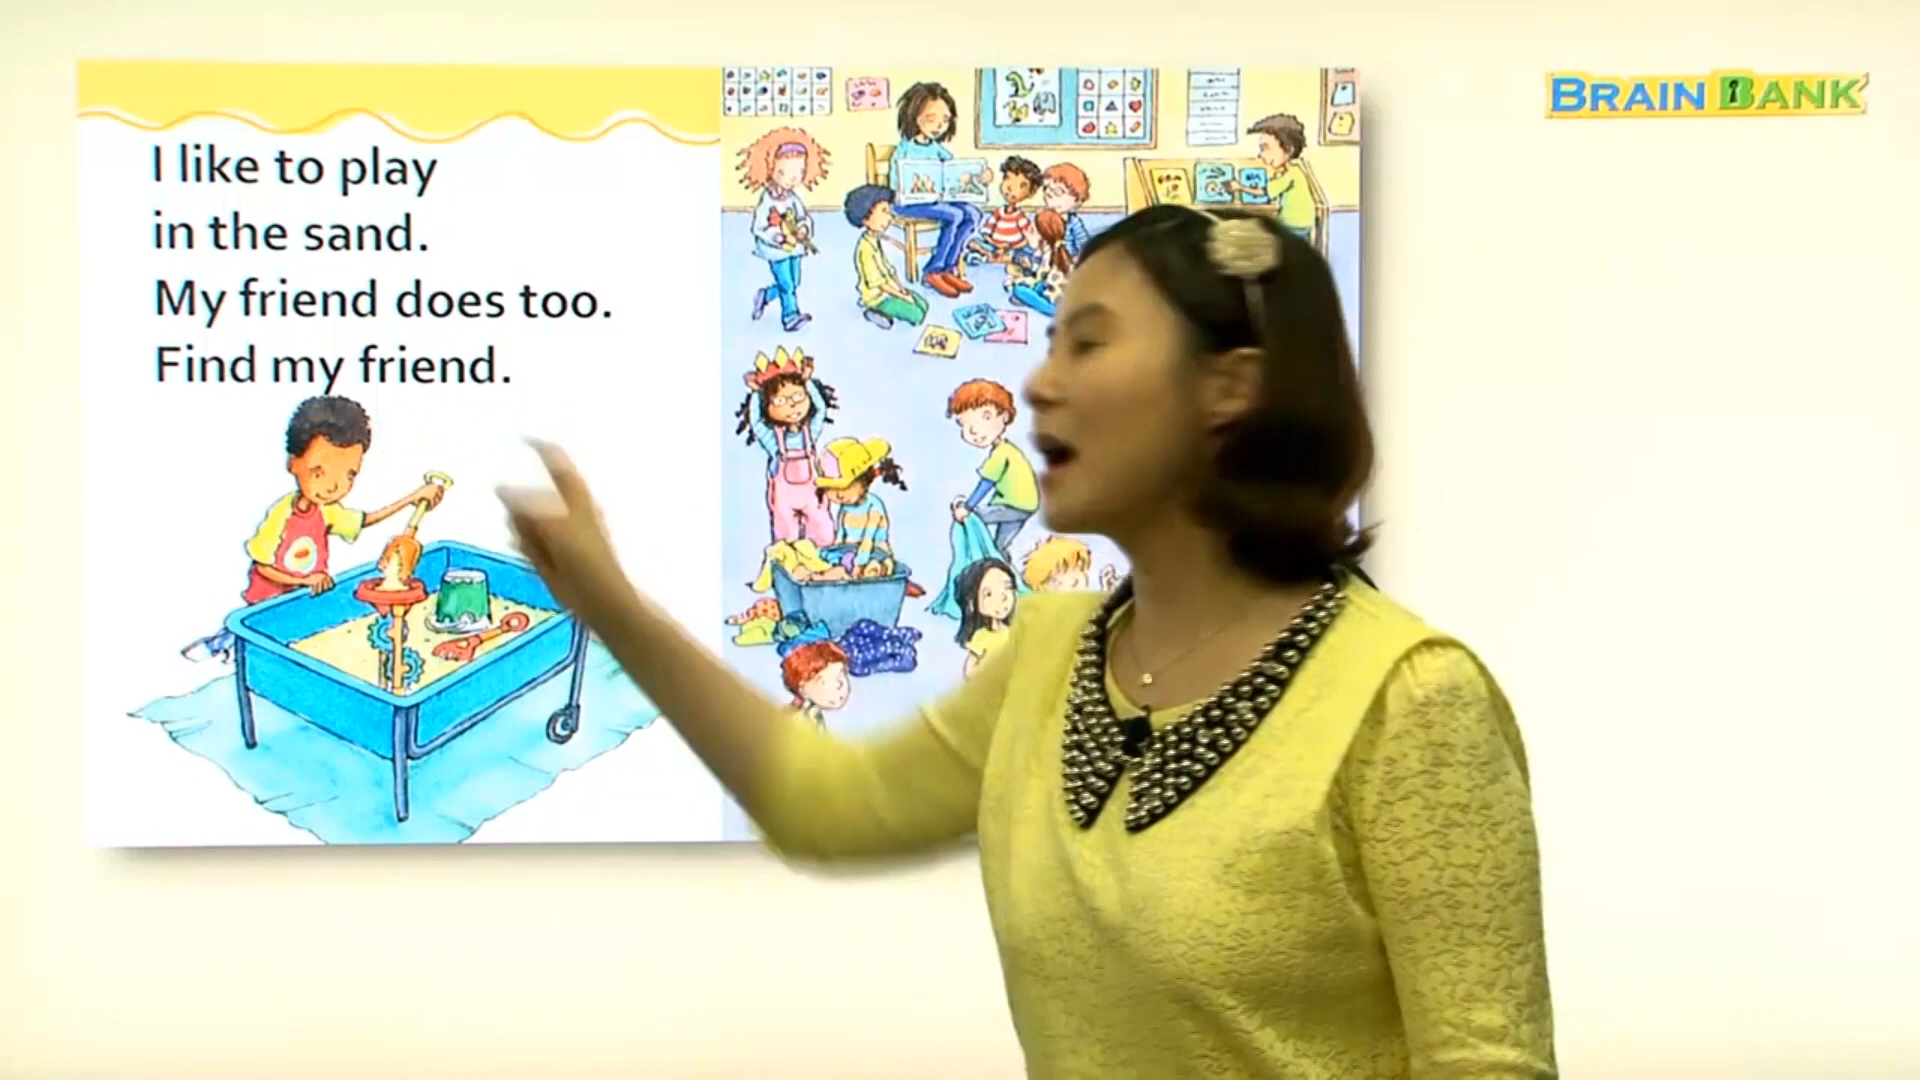 I like to play
in the sand.
My friend does too.
Find my friend.
BRAIN BANK